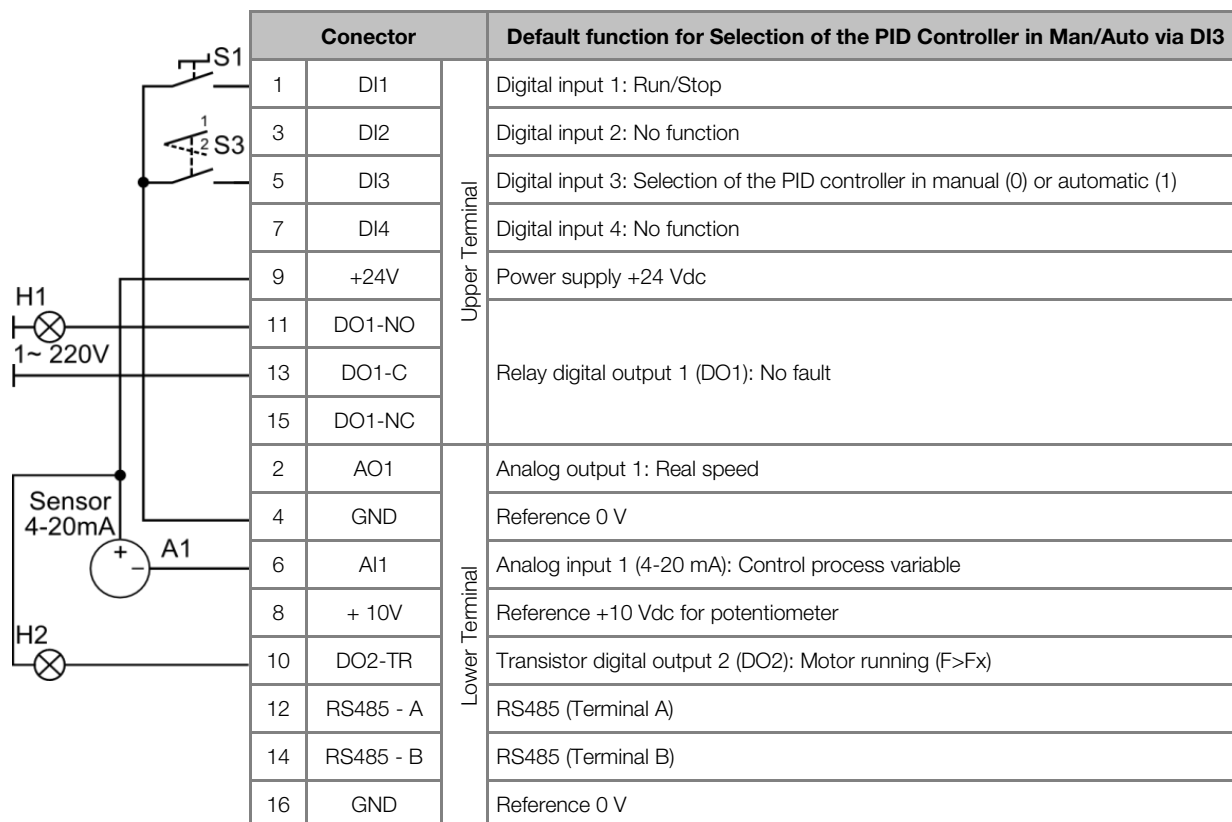 Conector Default function for Selection of the PID Controller in Man/Auto via DI3
S1
1 DI1 Digital input 1: Run/Stop
1
2 S3
3 DI2 Digital input 2: No function
5 DI3 Digital input 3: Selection of the PID controller in manual (0) or automatic (1)
Upper Terminal
7 DI4 Digital input 4: No function
9 +24V Power supply +24 Vdc
H1
11 DO1-NO
1~ 220V
13 DO1-C Relay digital output 1 (DO1): No fault
15 DO1-NC
2 AO1 Analog output 1: Real speed
Sensor
4-20mA
4 GND Reference 0 V
+ − A1
6 AI1 Analog input 1 (4-20 mA): Control process variable
Lower Terminal
8 + 10V Reference +10 Vdc for potentiometer
H2
10 DO2-TR Transistor digital output 2 (DO2): Motor running (F>Fx)
12 RS485 - A RS485 (Terminal A)
14 RS485 - B RS485 (Terminal B)
16 GND Reference 0 V